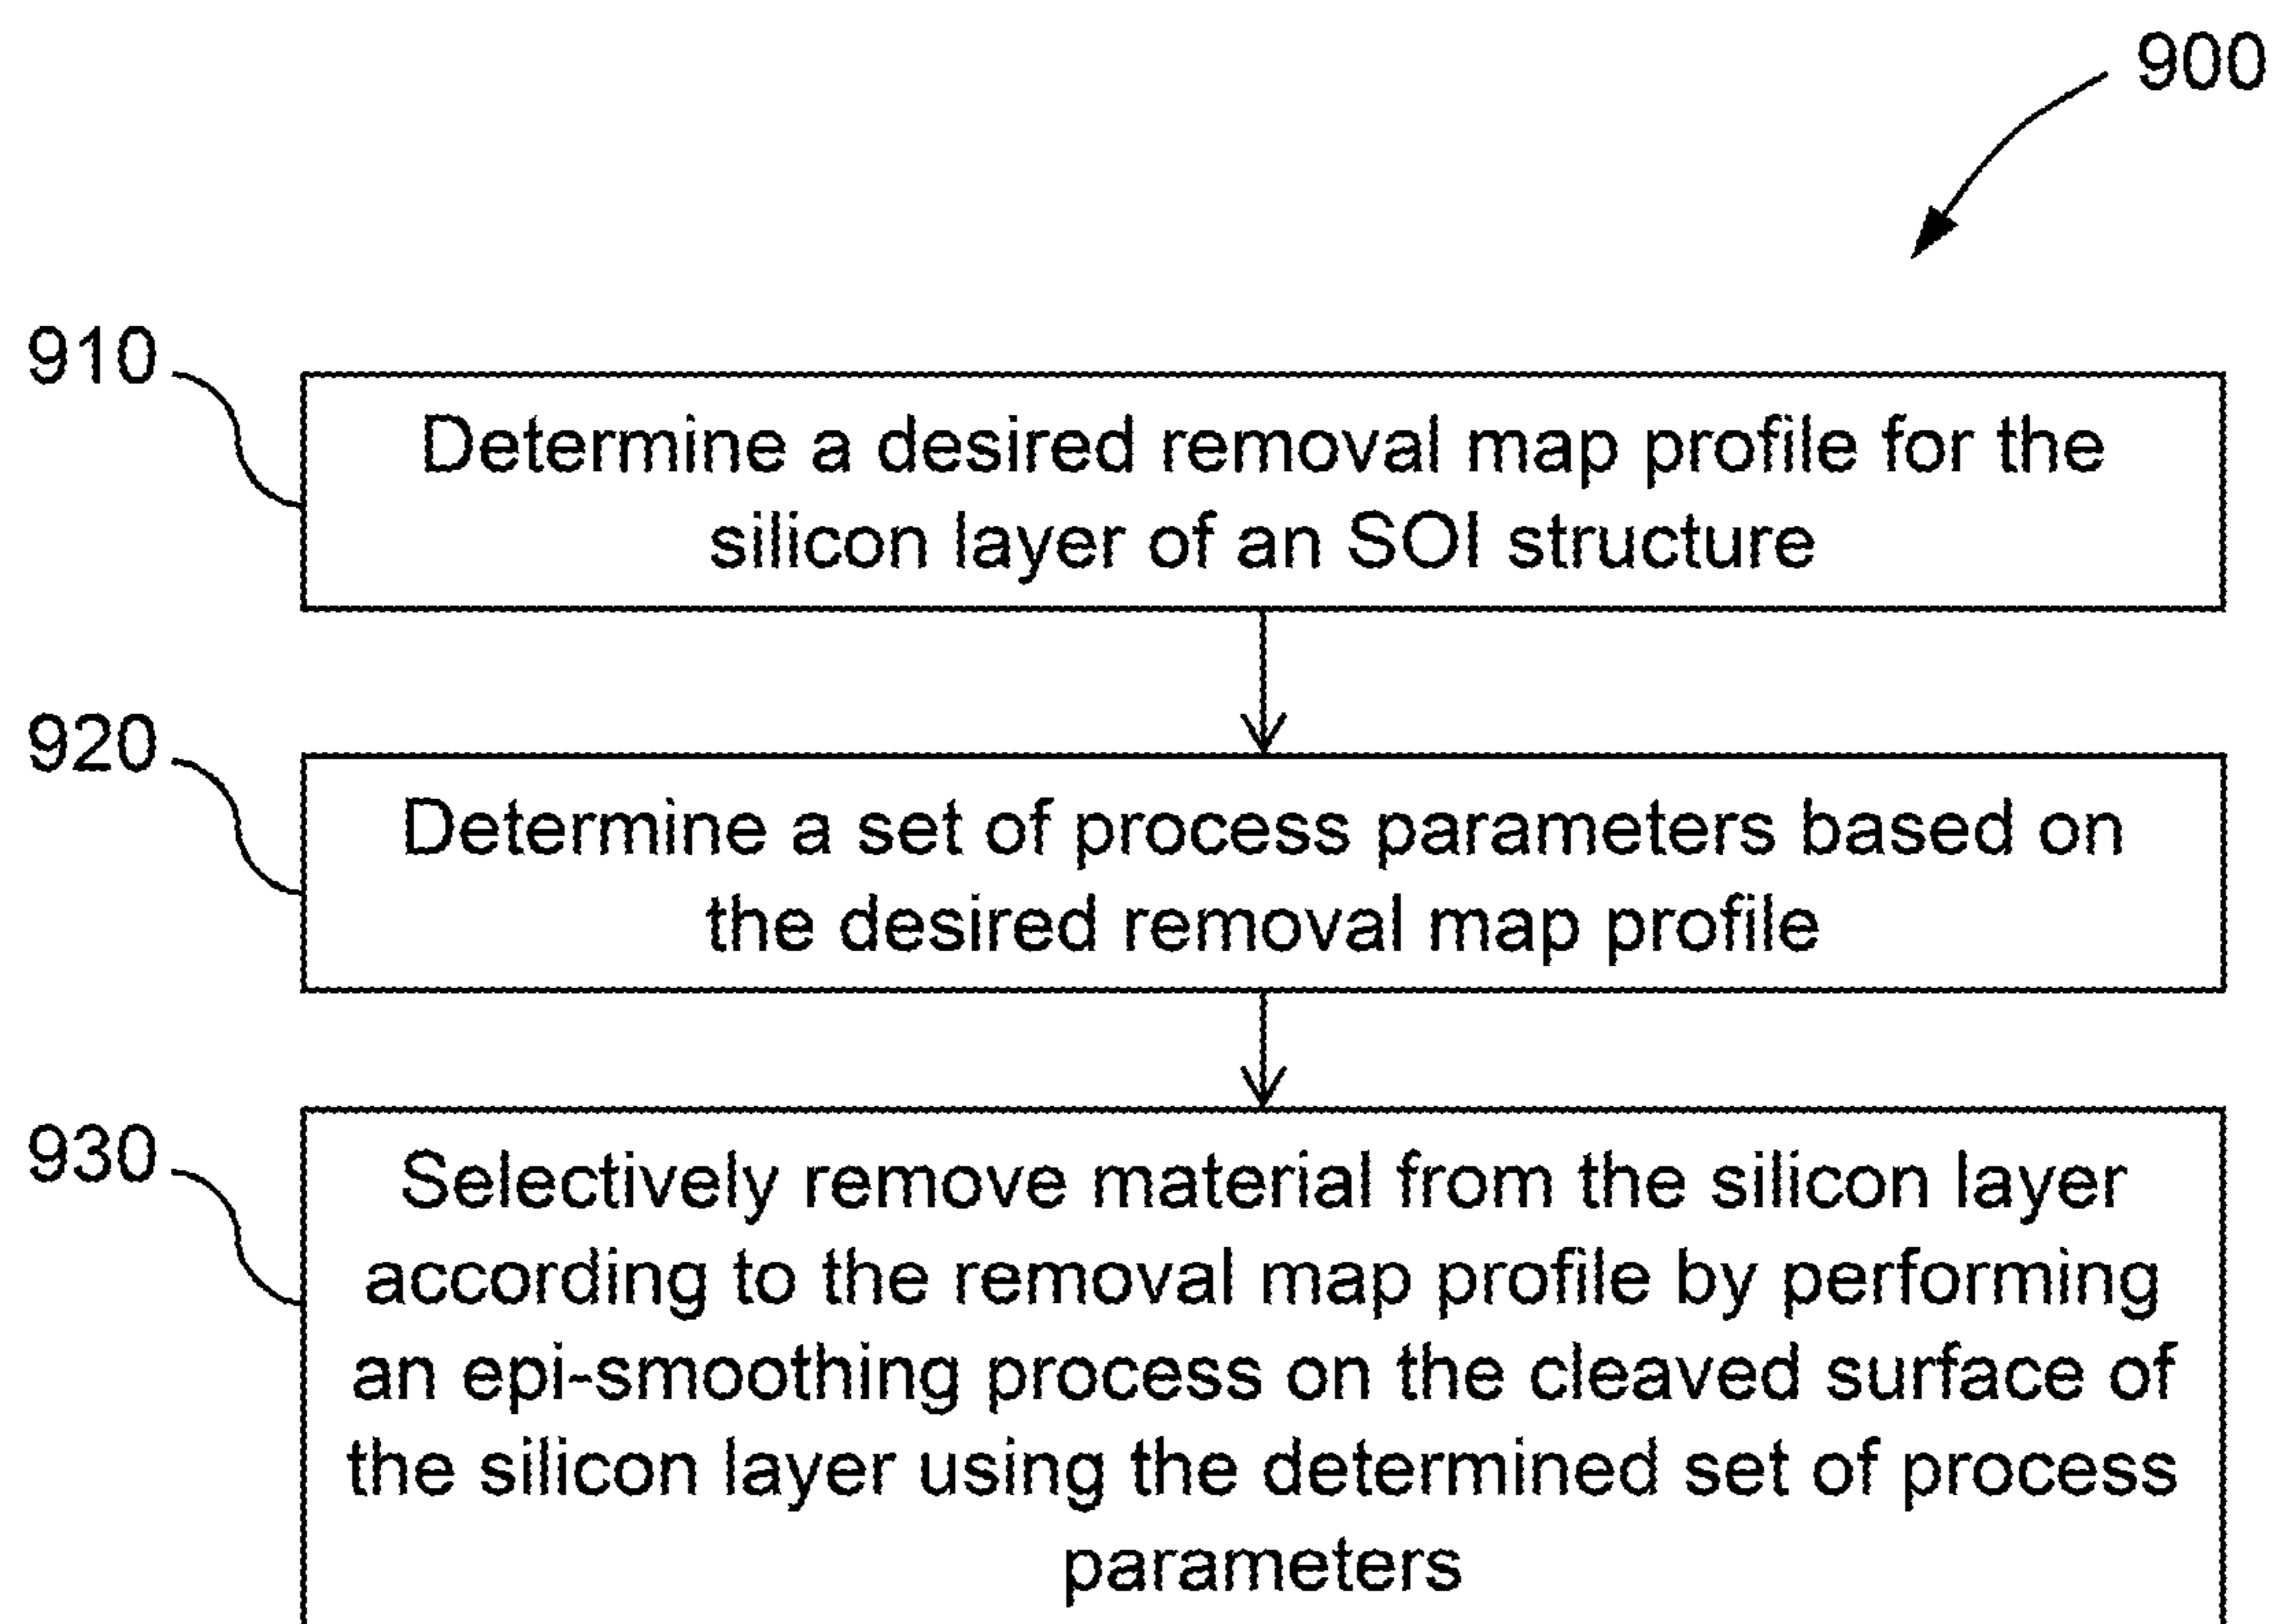 900
910
Determine a desired removal map profile for the
silicon layer of an SOI structure
920
Determine a set of process parameters based on
the desired removal map profile
930
Selectively remove material from the silicon layer
according to the removal map profile by performing
an epi-smoothing process on the cleaved surface of
the silicon layer using the determined set of process
parameters